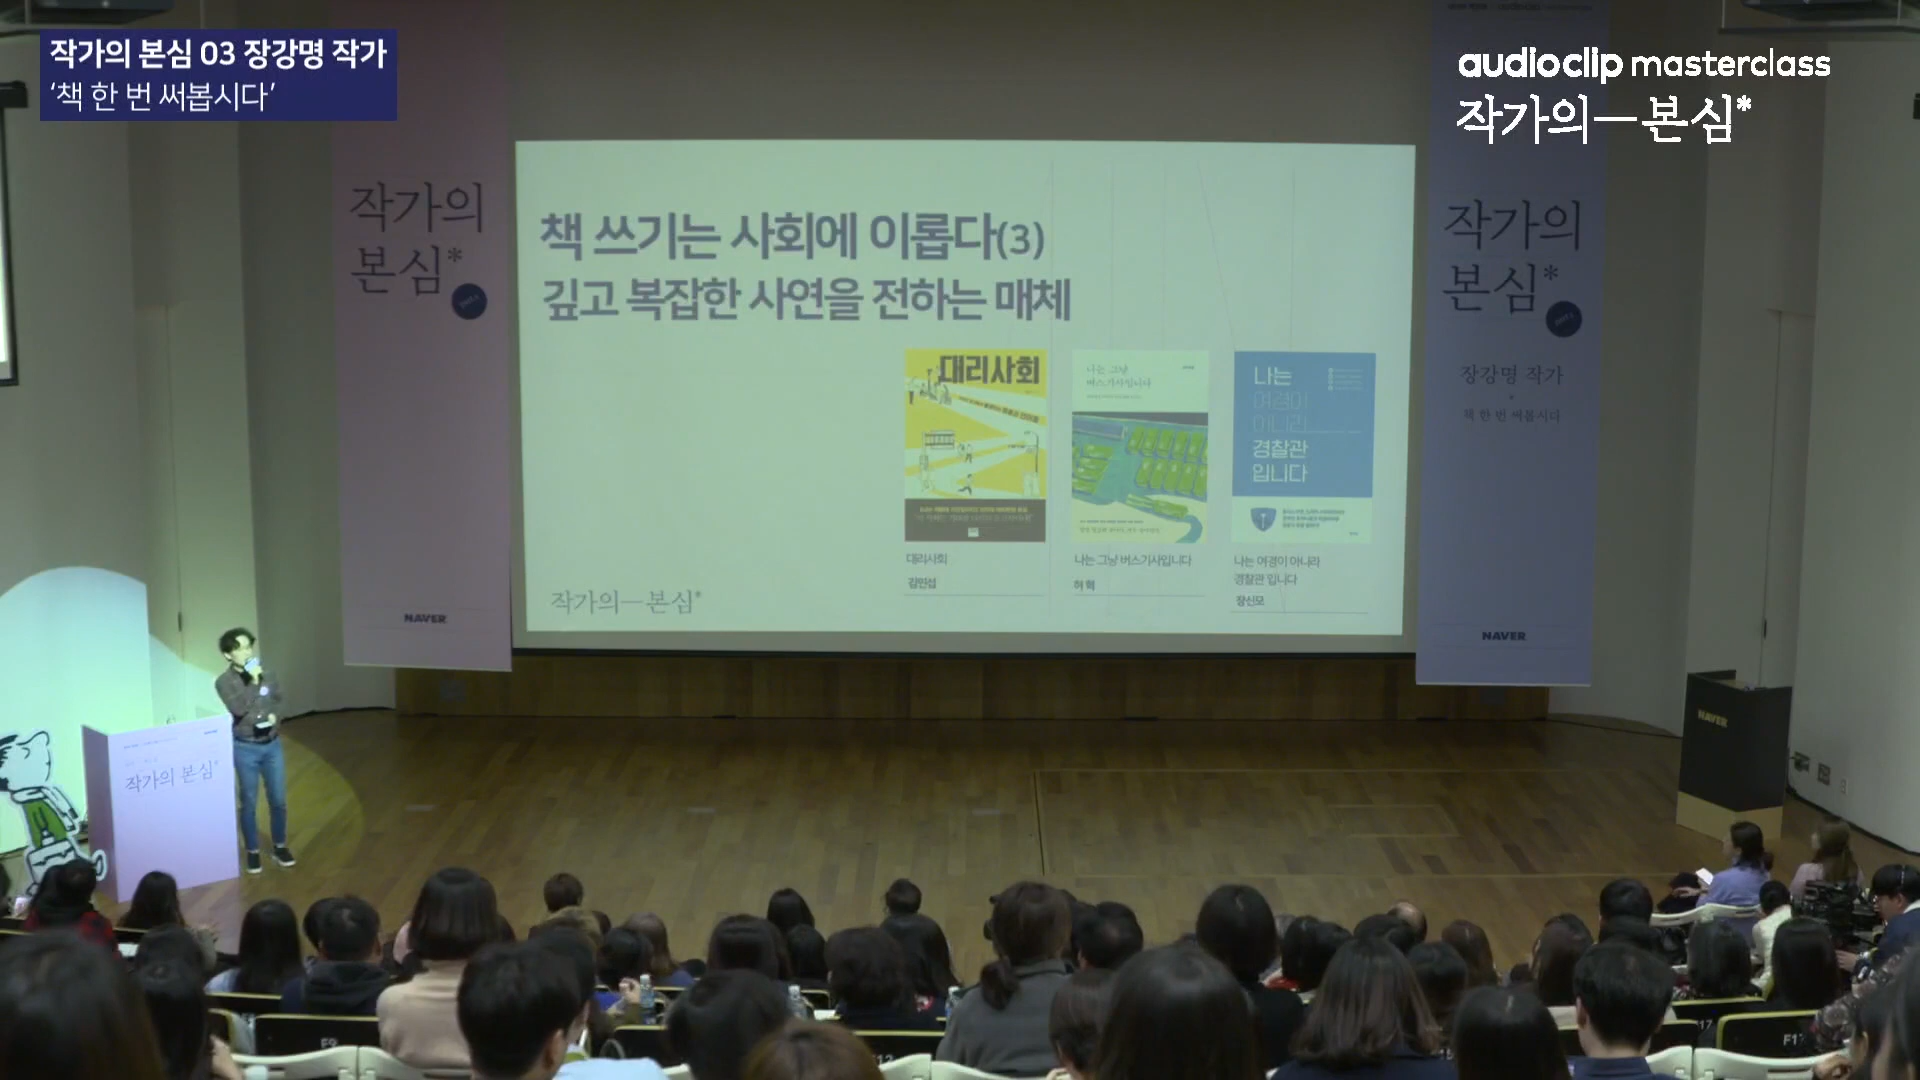 작가의 본심 03 장강명 작가
‘책 한 번 써봅시다’
audioclip masterclass
작가의—본심*
작가의
본심*
NAVER
책 쓰기는 사회에 이롭다(3)
깊고 복잡한 사연을 전하는 매체
대리사회
나는 그냥
버스기사입니다
나는
여경이
아니라
경찰관
입니다
대리사회
김민섭
나는 그냥 버스기사입니다
허 혁
나는 여경이 아니라
경찰관 입니다
장신모
작가의—본심*
작가의
본심*
장강명 작가
책 한 번 써봅시다
NAVER
NAVER
작가의 본심*
F9
12
17
F17